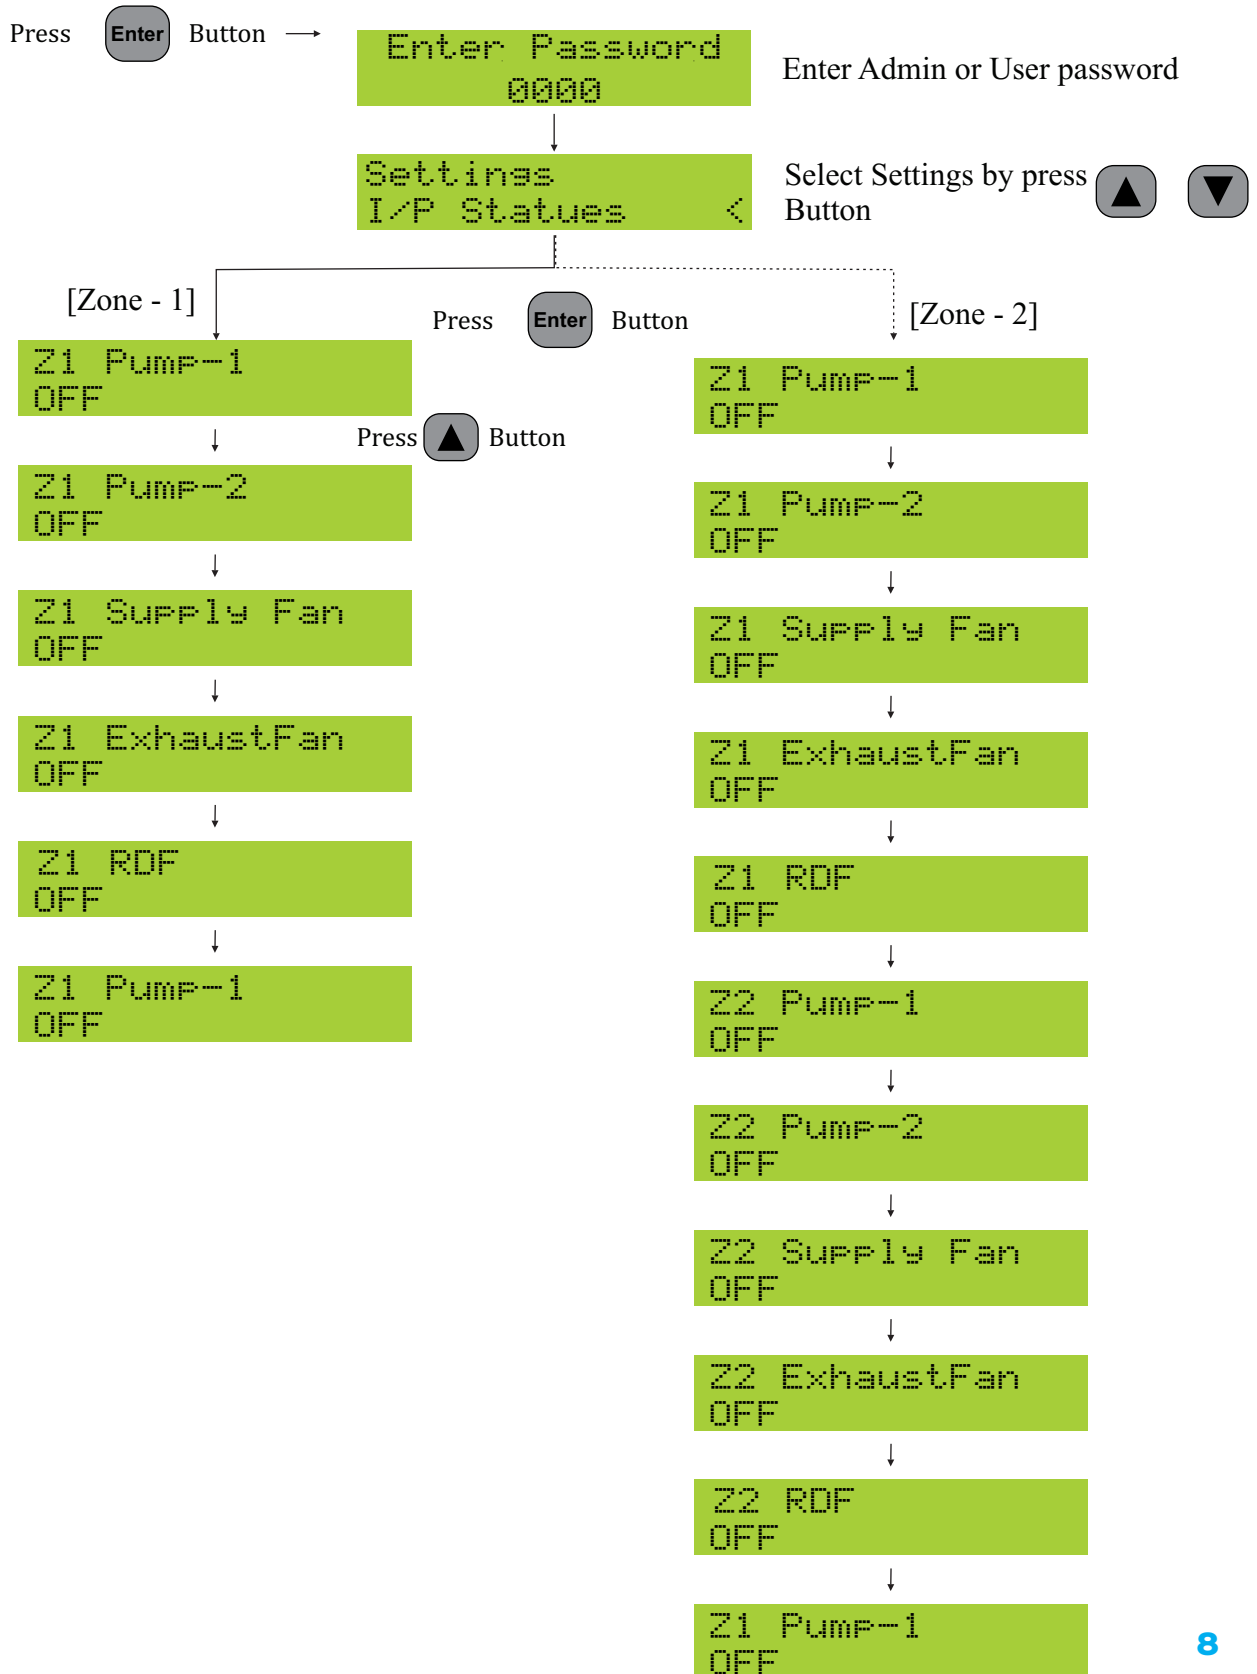 Press Enter Button
Enter Password
0000
Enter Admin or User password
Settings
I/P Statues <
Select Settings by press
Button
[Zone - 1]
Press Enter Button
[Zone - 2]
Z1 Pump-1
OFF
Press Button
Z1 Pump-2
OFF
Z1 Supply Fan
OFF
Z1 ExhaustFan
OFF
Z1 RDF
OFF
Z1 Pump-1
OFF
Z1 Pump-1
OFF
Z1 Pump-2
OFF
Z1 Supply Fan
OFF
Z1 ExhaustFan
OFF
Z1 RDF
OFF
Z2 Pump-1
OFF
Z2 Pump-2
OFF
Z2 Supply Fan
OFF
Z2 ExhaustFan
OFF
Z2 RDF
OFF
Z1 Pump-1
OFF
8